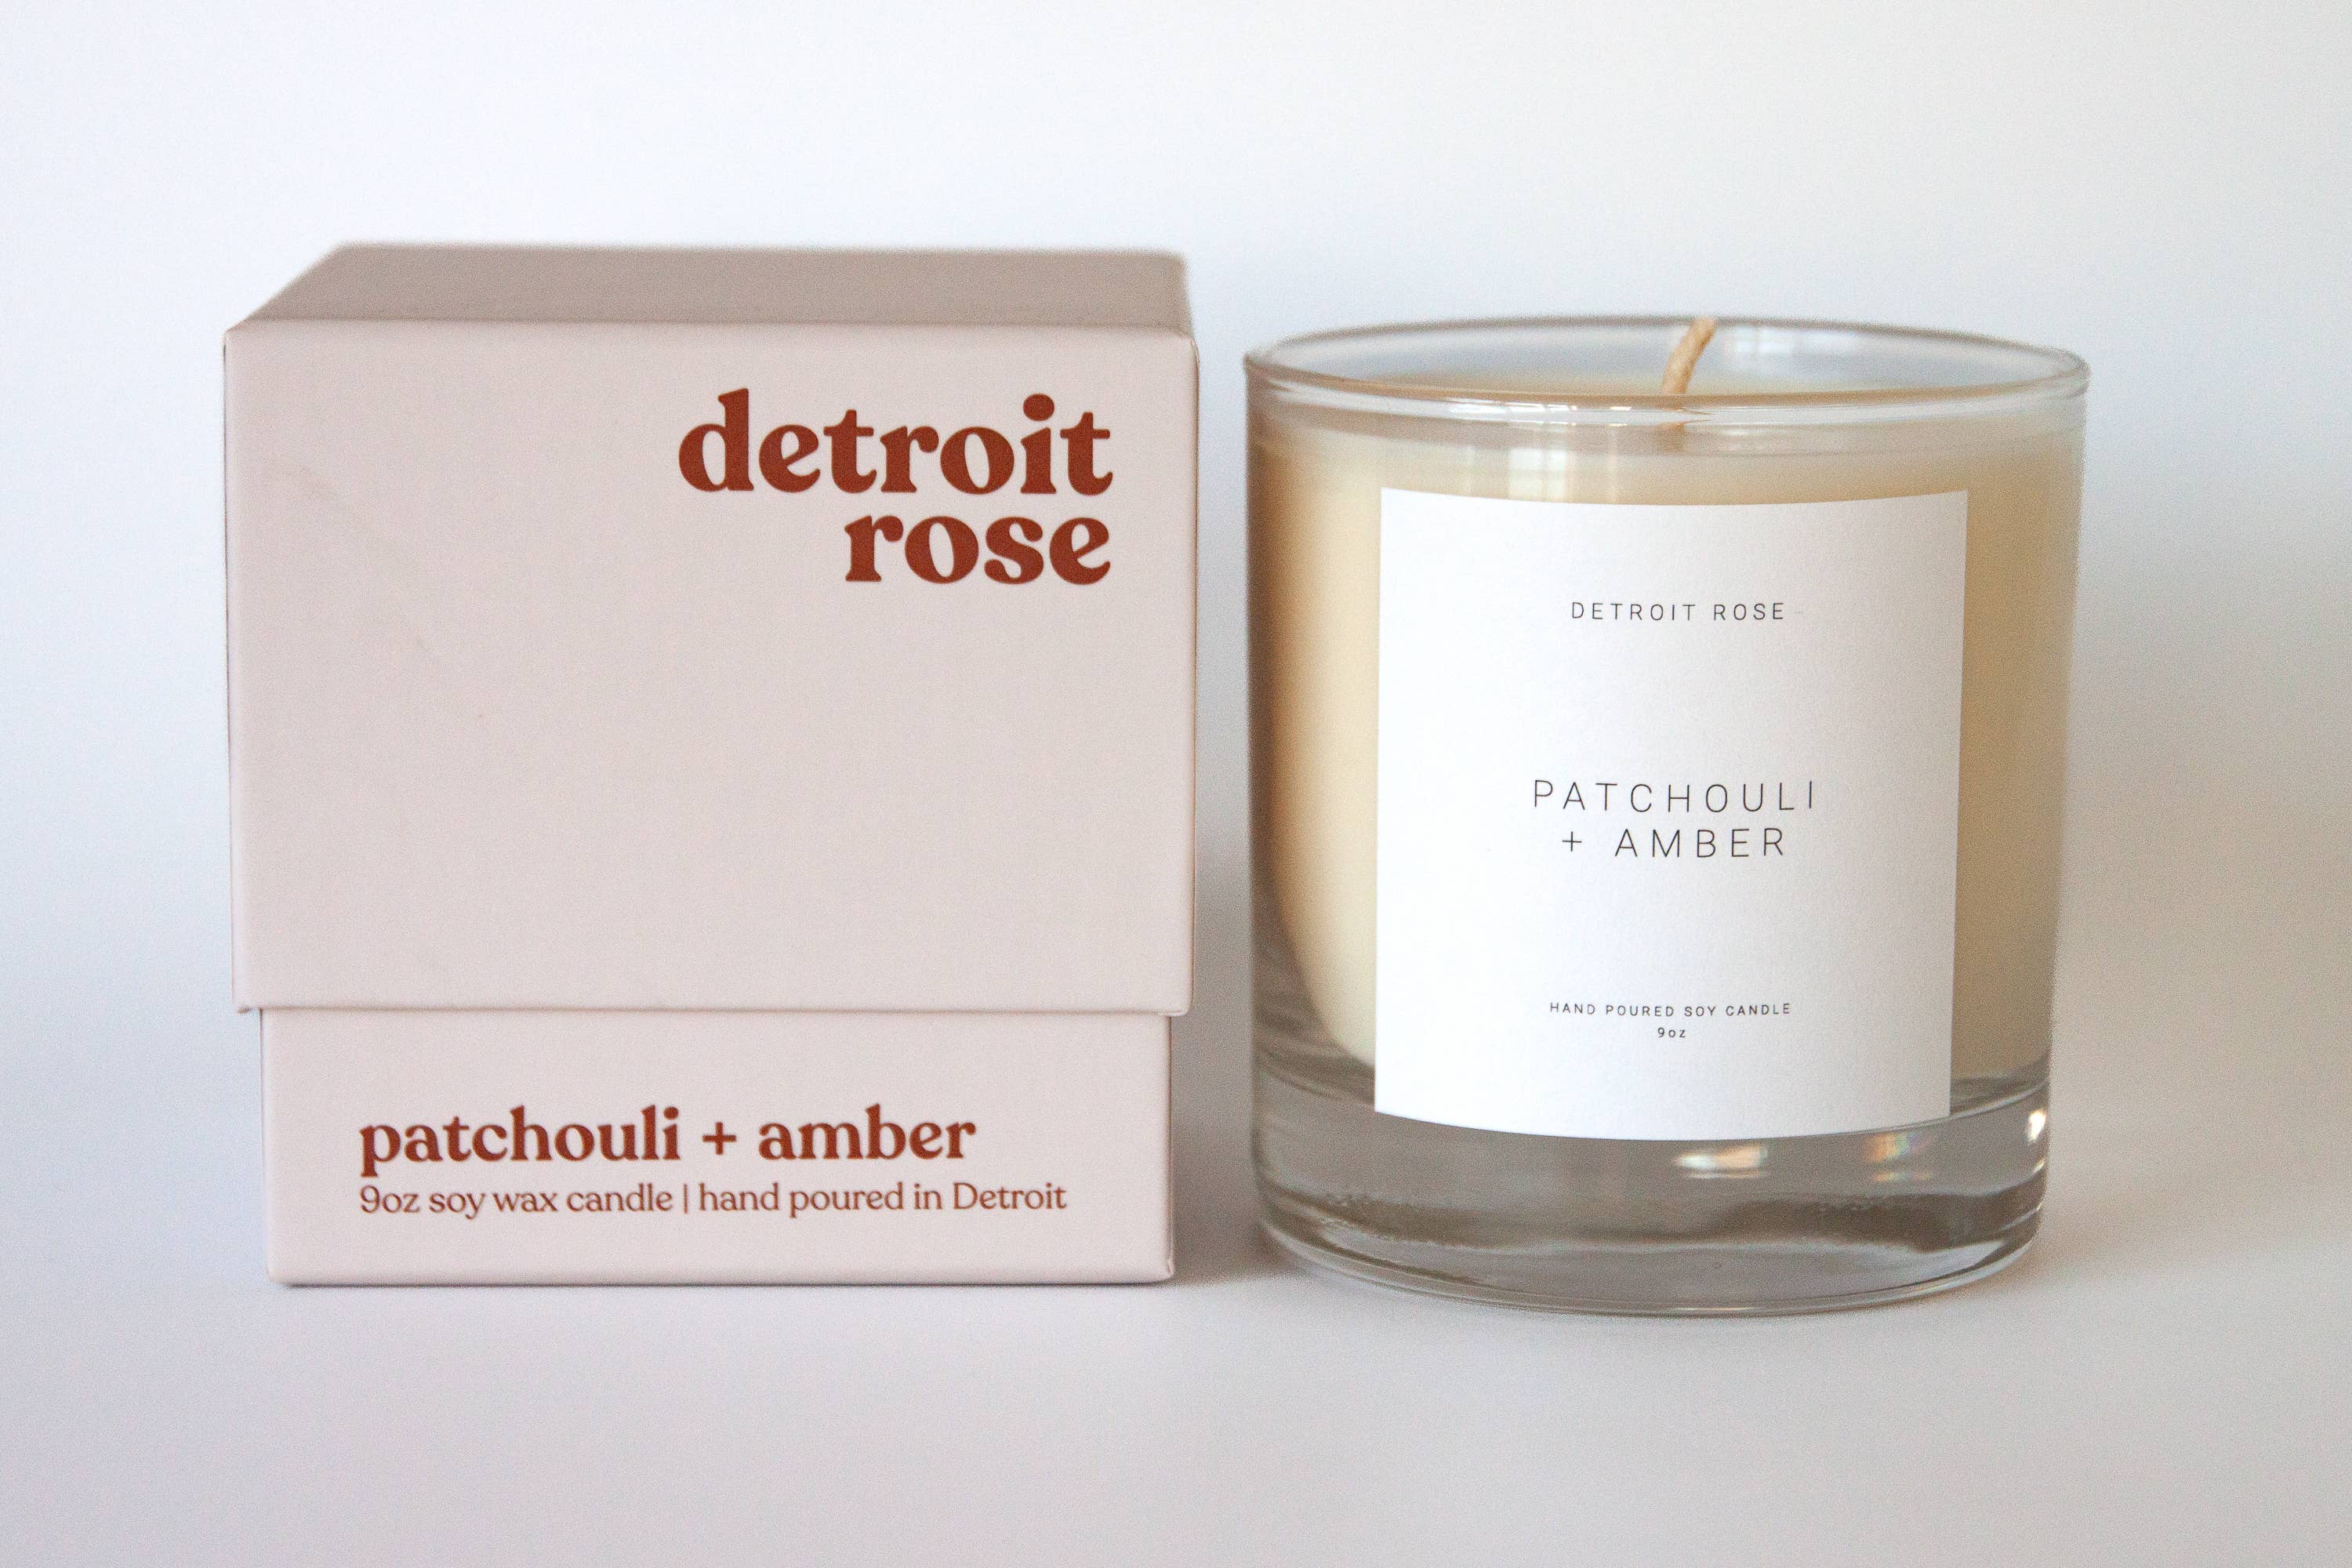 detroit
rose
patchouli + amber
9oz soy wax candle | hand poured in Detroit
DETROIT ROSE
PATCHOULI
+ AMBER
HAND POURED SOY CANDLE
9oz